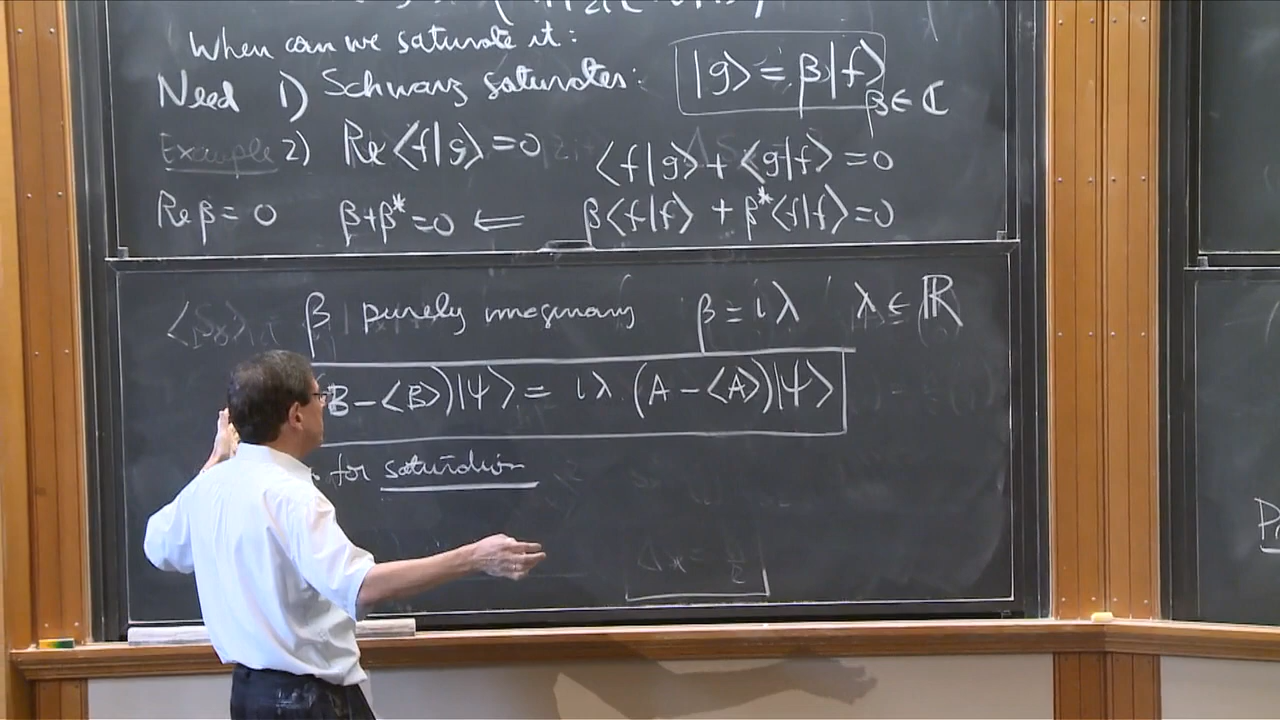 When can we saturate it:
Need 1) Schwarz saturates: |g⟩ = β|f⟩ β ∈ ℂ
Example 2) Re⟨f|g⟩ = 0 ⟨f|g⟩ + ⟨g|f⟩ = 0
Re β = 0 β+β* = 0 ⇐ β⟨f|f⟩ + β*⟨f|f⟩ = 0
β purely imaginary β = iλ λ ∈ ℝ
B − ⟨B⟩)|ψ⟩ = iλ (A − ⟨A⟩)|ψ⟩
for saturation